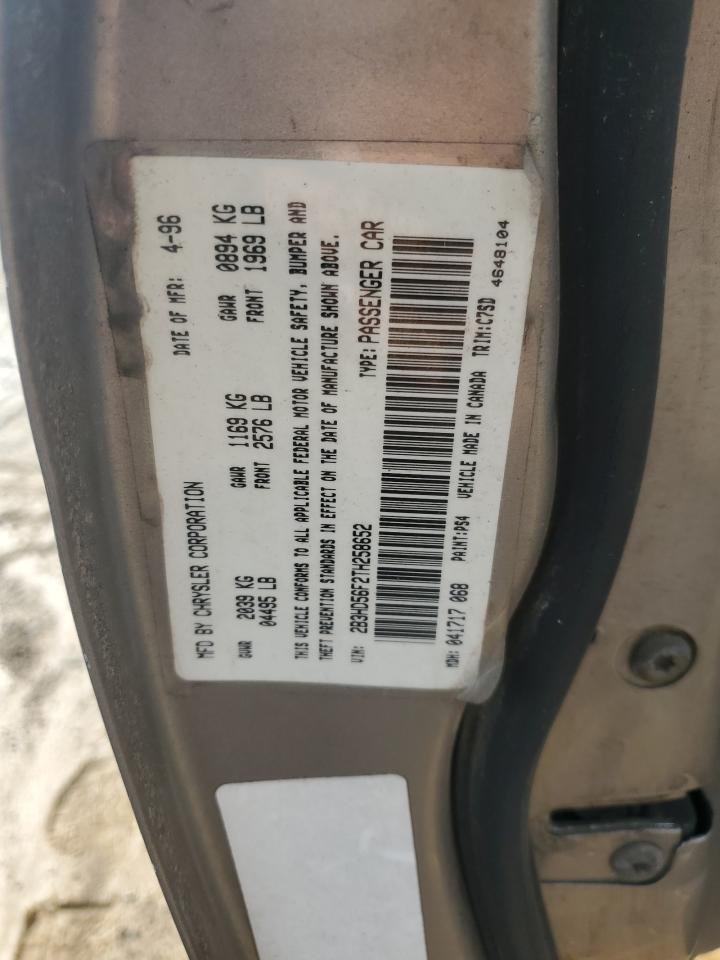 MFD BY CHRYSLER CORPORATION DATE OF MFR: 4-96
GVWR 2039 KG GAWR 1169 KG GAWR 0894 KG
04495 LB FRONT 2576 LB FRONT 1969 LB
THIS VEHICLE CONFORMS TO ALL APPLICABLE FEDERAL MOTOR VEHICLE SAFETY, BUMPER AND
THEFT PREVENTION STANDARDS IN EFFECT ON THE DATE OF MANUFACTURE SHOWN ABOVE.
VIN: 2B3HD56F2TH258652 TYPE: PASSENGER CAR
MDH: 041717 068 PAINT:PS4 VEHICLE MADE IN CANADA TRIM:C7SD
4648104